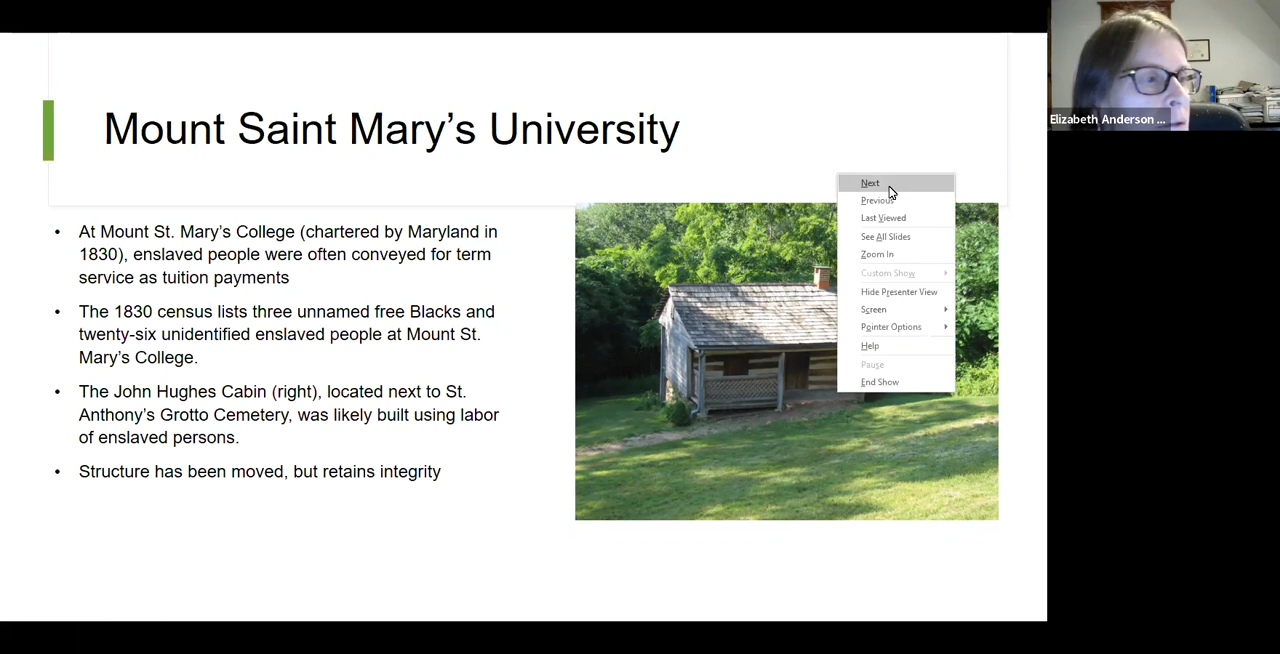 Mount Saint Mary’s University
• At Mount St. Mary’s College (chartered by Maryland in
1830), enslaved people were often conveyed for term
service as tuition payments
• The 1830 census lists three unnamed free Blacks and
twenty-six unidentified enslaved people at Mount St.
Mary’s College.
• The John Hughes Cabin (right), located next to St.
Anthony’s Grotto Cemetery, was likely built using labor
of enslaved persons.
• Structure has been moved, but retains integrity
Next
Previous
Last Viewed
See All Slides
Zoom In
Custom Show
Hide Presenter View
Screen
Pointer Options
Help
Pause
End Show
Elizabeth Anderson ...